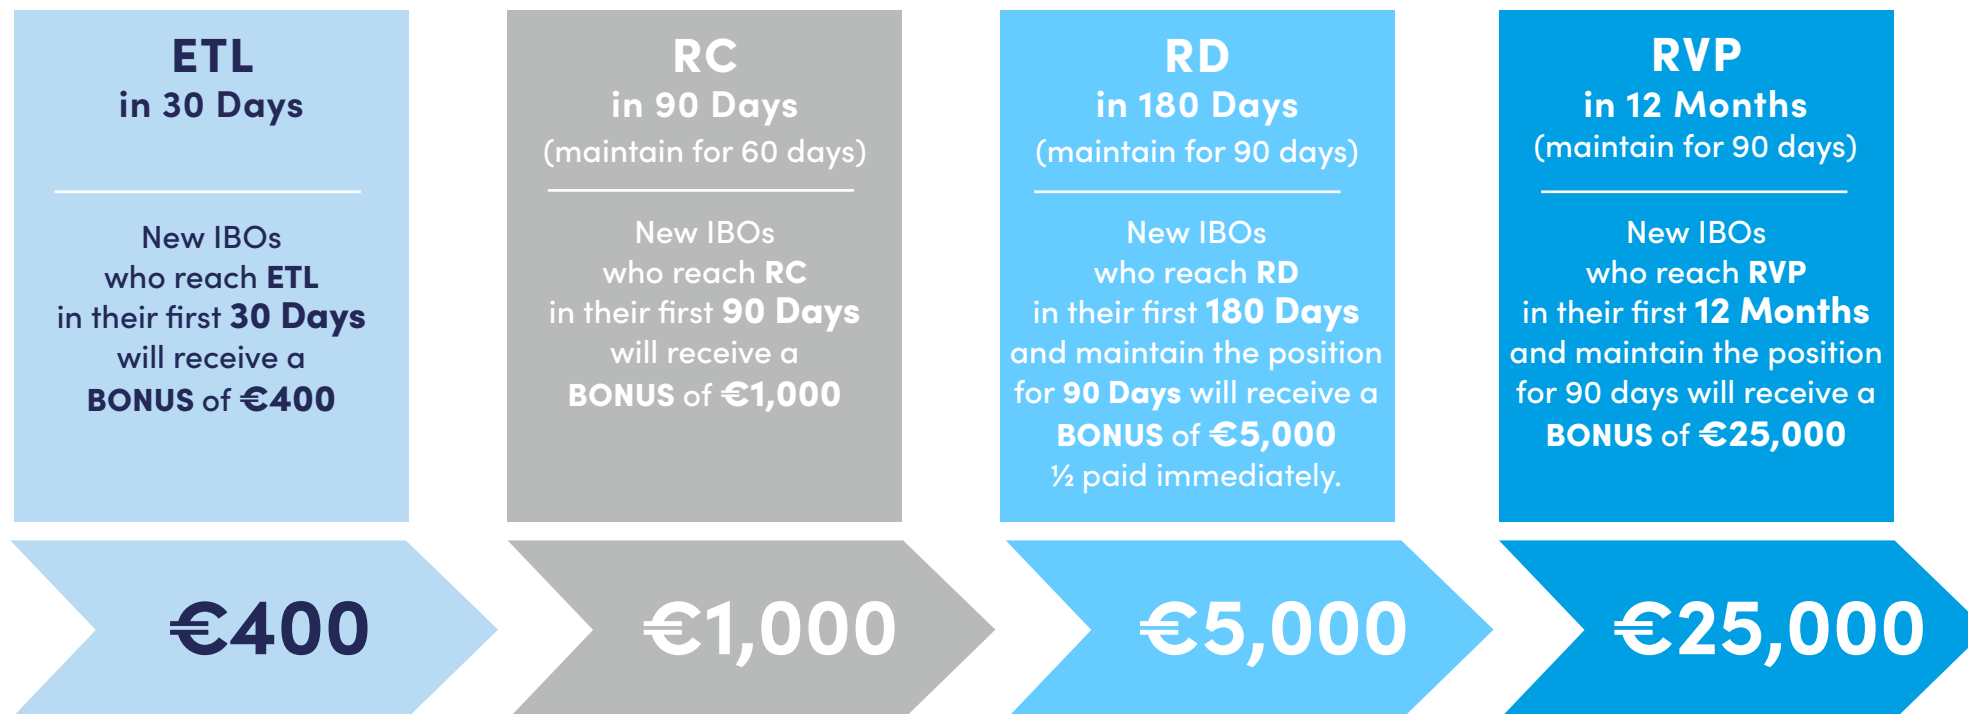 ETL
in 30 Days
New IBOs
who reach ETL
in their first 30 Days
will receive a
BONUS of €400
€400
RC
in 90 Days
(maintain for 60 days)
New IBOs
who reach RC
in their first 90 Days
will receive a
BONUS of €1,000
€1,000
RD
in 180 Days
(maintain for 90 days)
New IBOs
who reach RD
in their first 180 Days
and maintain the position
for 90 Days will receive a
BONUS of €5,000
½ paid immediately.
€5,000
RVP
in 12 Months
(maintain for 90 days)
New IBOs
who reach RVP
in their first 12 Months
and maintain the position
for 90 days will receive a
BONUS of €25,000
€25,000